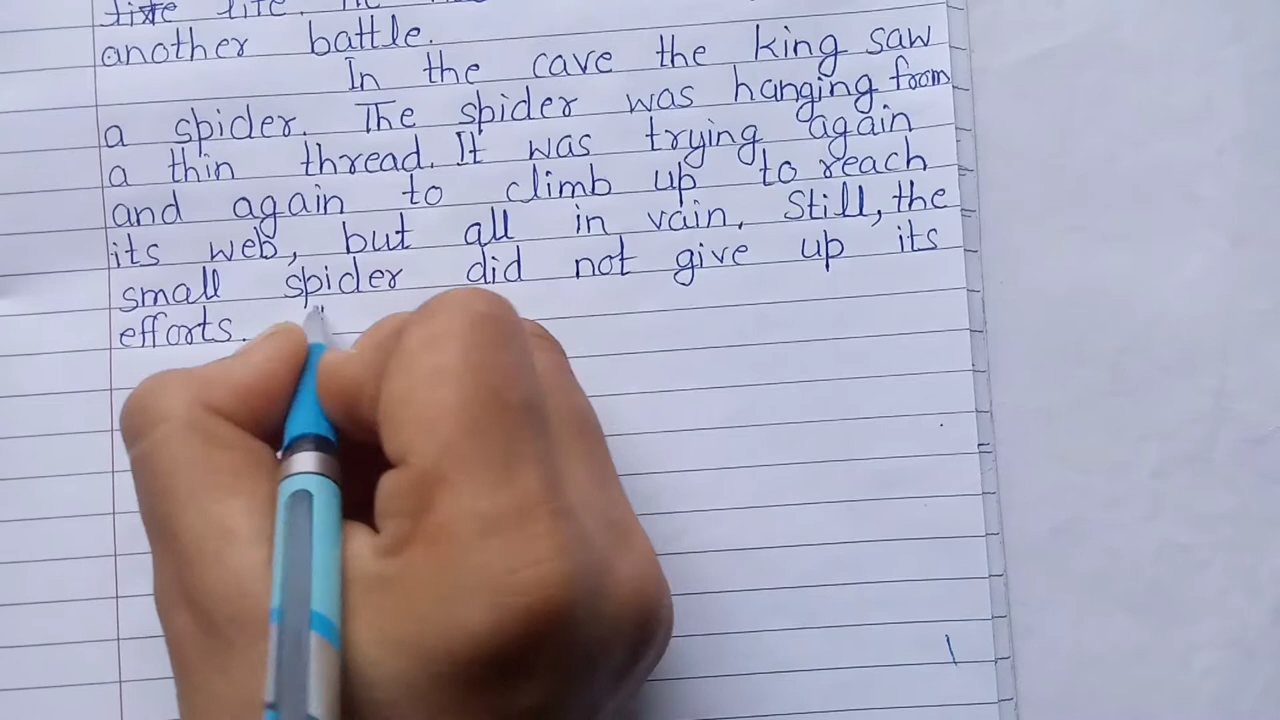 life. He
another battle.
In the cave the king saw
a spider. The spider was hanging from
a thin thread. It was trying again
and again to climb up to reach
its web, but all in vain. Still, the
small spider did not give up its
efforts.